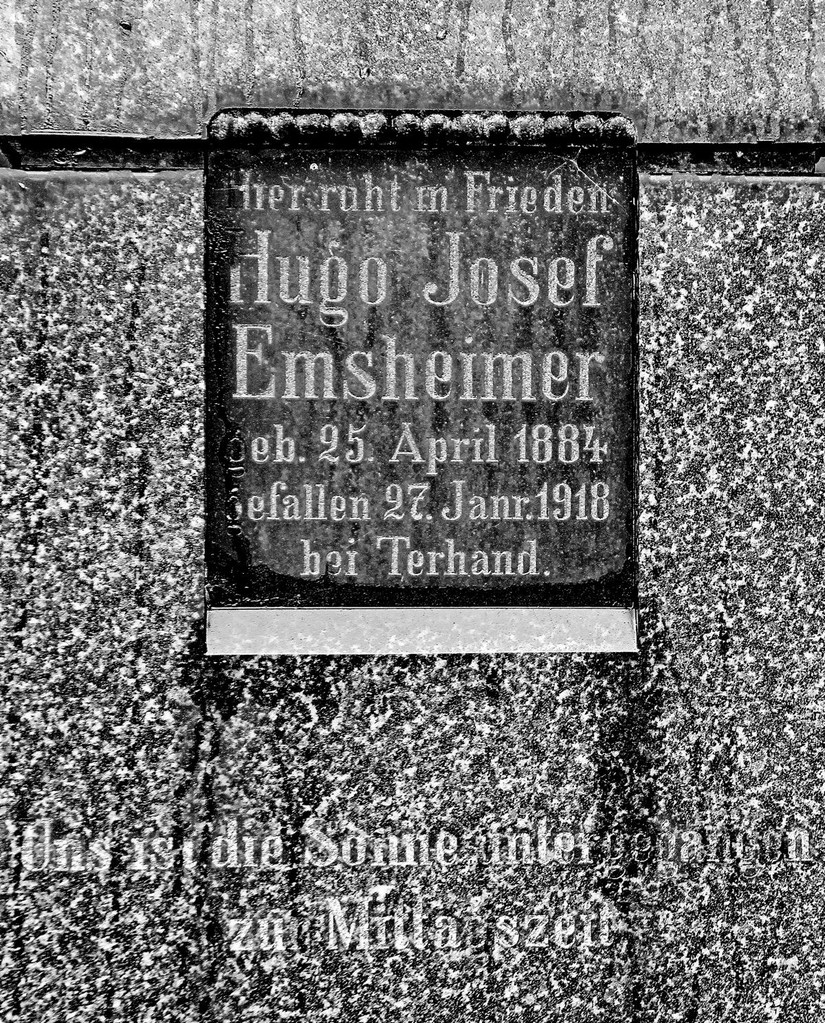 Hier ruht in Frieden
Hugo Josef
Emsheimer
geb. 25. April 1884
gefallen 27. Janr. 1918
bei Terhand.
Uns ist die Sonne untergegangen
zu Mittagszeit